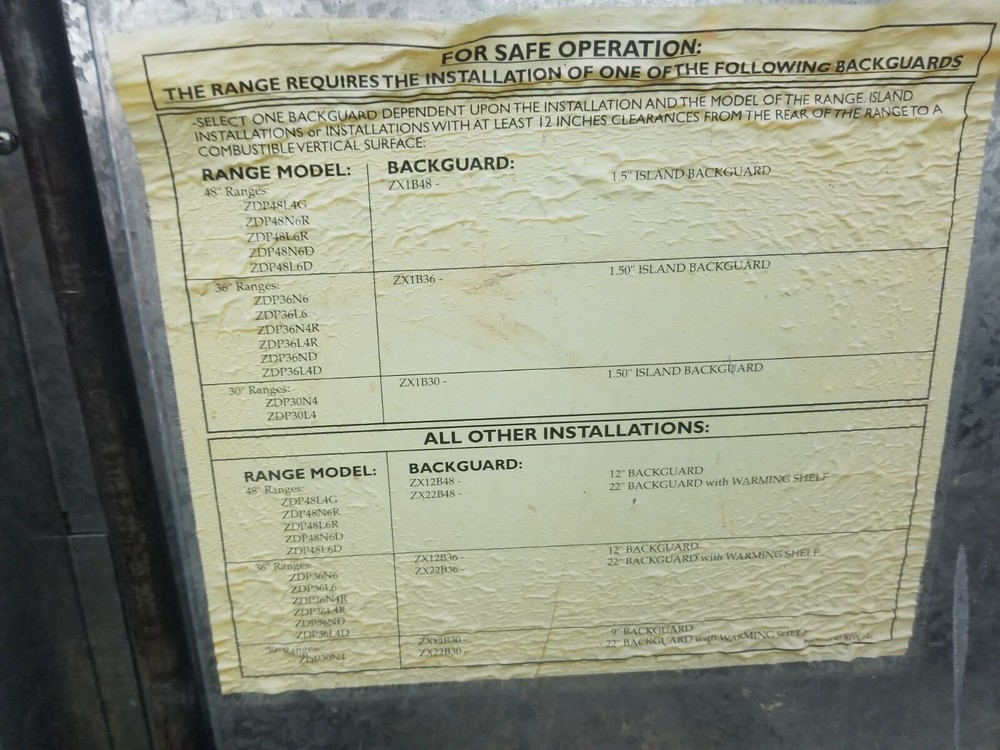 FOR SAFE OPERATION:
THE RANGE REQUIRES THE INSTALLATION OF ONE OF THE FOLLOWING BACKGUARDS
-SELECT ONE BACKGUARD DEPENDENT UPON THE INSTALLATION AND THE MODEL OF THE RANGE. ISLAND
INSTALLATIONS or INSTALLATIONS WITH AT LEAST 12 INCHES CLEARANCES FROM THE REAR OF THE RANGE TO A
COMBUSTIBLE VERTICAL SURFACE:
RANGE MODEL: BACKGUARD:
48" Ranges: ZX1B48 - 1.5" ISLAND BACKGUARD
ZDP48L4G
ZDP48N6R
ZDP48L6R
ZDP48N6D
ZDP48L6D
36" Ranges: ZX1B36 - 1.50" ISLAND BACKGUARD
ZDP36N6
ZDP36L6
ZDP36N4R
ZDP36L4R
ZDP36ND
ZDP36L4D
30" Ranges: ZX1B30 - 1.50" ISLAND BACKGUARD
ZDP30N4
ZDP30L4
ALL OTHER INSTALLATIONS:
RANGE MODEL: BACKGUARD:
48" Ranges: ZX12B48 - 12" BACKGUARD
ZDP48L4G ZX22B48 - 22" BACKGUARD with WARMING SHELF
ZDP48N6R
ZDP48L6R
ZDP48N6D
ZDP48L6D
36" Ranges: ZX12B36 - 12" BACKGUARD
ZDP36N6 ZX22B36 - 22" BACKGUARD with WARMING SHELF
ZDP36L6
ZDP36N4R
ZDP36L4R
ZDP36ND
ZDP36L4D
30" Ranges ZX12B30 - 9" BACKGUARD
ZDP30N4 ZX22B30 - 22" BACKGUARD with WARMING SHELF